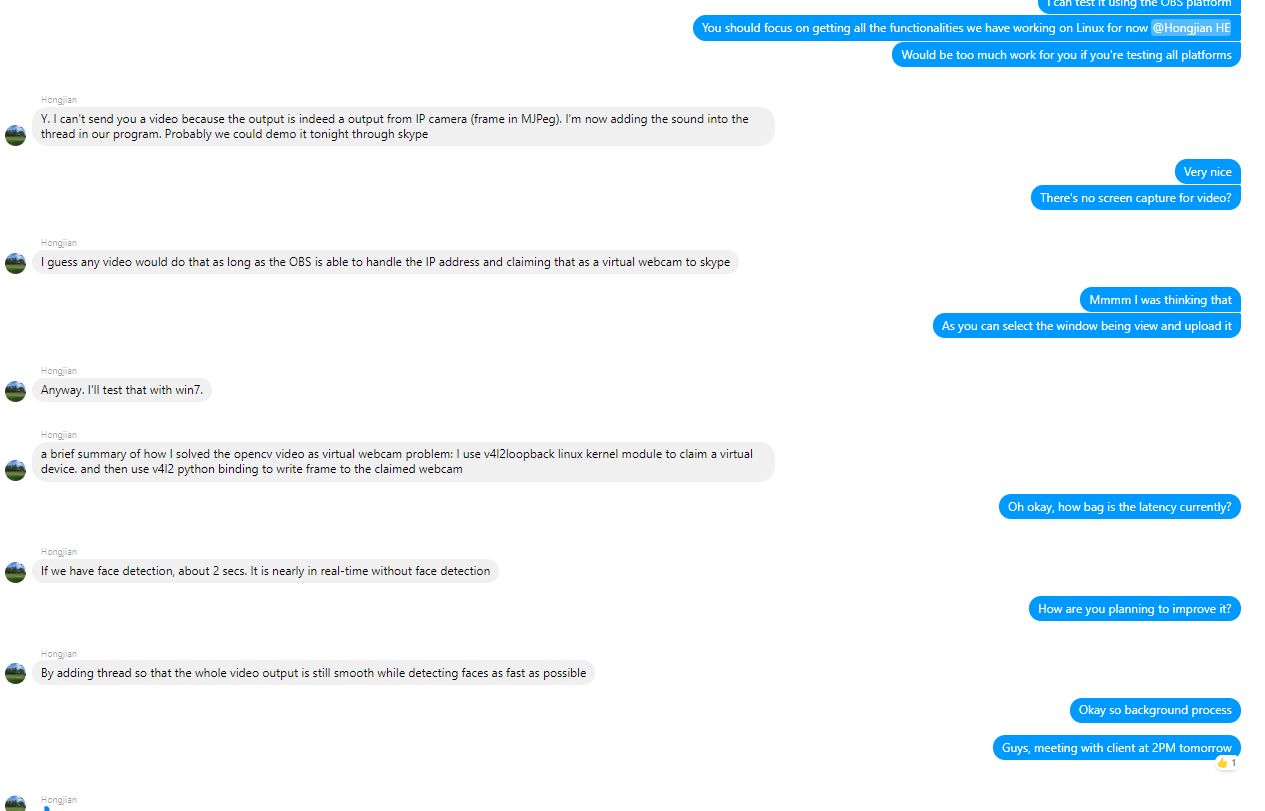 I can test it using the OBS platform
You should focus on getting all the functionalities we have working on Linux for now @Hongjian HE
Would be too much work for you if you're testing all platforms
Hongjian
Y. I can't send you a video because the output is indeed a output from IP camera (frame in MJPeg). I'm now adding the sound into the
thread in our program. Probably we could demo it tonight through skype
Very nice
There's no screen capture for video?
Hongjian
I guess any video would do that as long as the OBS is able to handle the IP address and claiming that as a virtual webcam to skype
Mmmm I was thinking that
As you can select the window being view and upload it
Hongjian
Anyway. I'll test that with win7.
Hongjian
a brief summary of how I solved the opencv video as virtual webcam problem: I use v4l2loopback linux kernel module to claim a virtual
device. and then use v4l2 python binding to write frame to the claimed webcam
Oh okay, how bag is the latency currently?
Hongjian
If we have face detection, about 2 secs. It is nearly in real-time without face detection
How are you planning to improve it?
Hongjian
By adding thread so that the whole video output is still smooth while detecting faces as fast as possible
Okay so background process
Guys, meeting with client at 2PM tomorrow
1
Hongjian